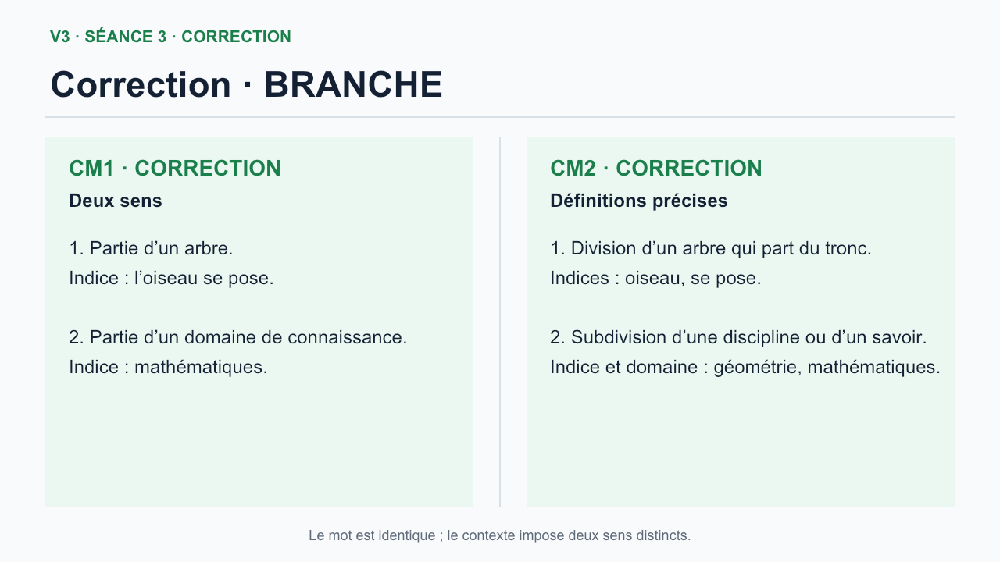 V3 · SÉANCE 3 · CORRECTION
Correction · BRANCHE
CM1 · CORRECTION
Deux sens
1. Partie d’un arbre.
Indice : l’oiseau se pose.
2. Partie d’un domaine de connaissance.
Indice : mathématiques.
CM2 · CORRECTION
Définitions précises
1. Division d’un arbre qui part du tronc.
Indices : oiseau, se pose.
2. Subdivision d’une discipline ou d’un savoir.
Indice et domaine : géométrie, mathématiques.
Le mot est identique ; le contexte impose deux sens distincts.